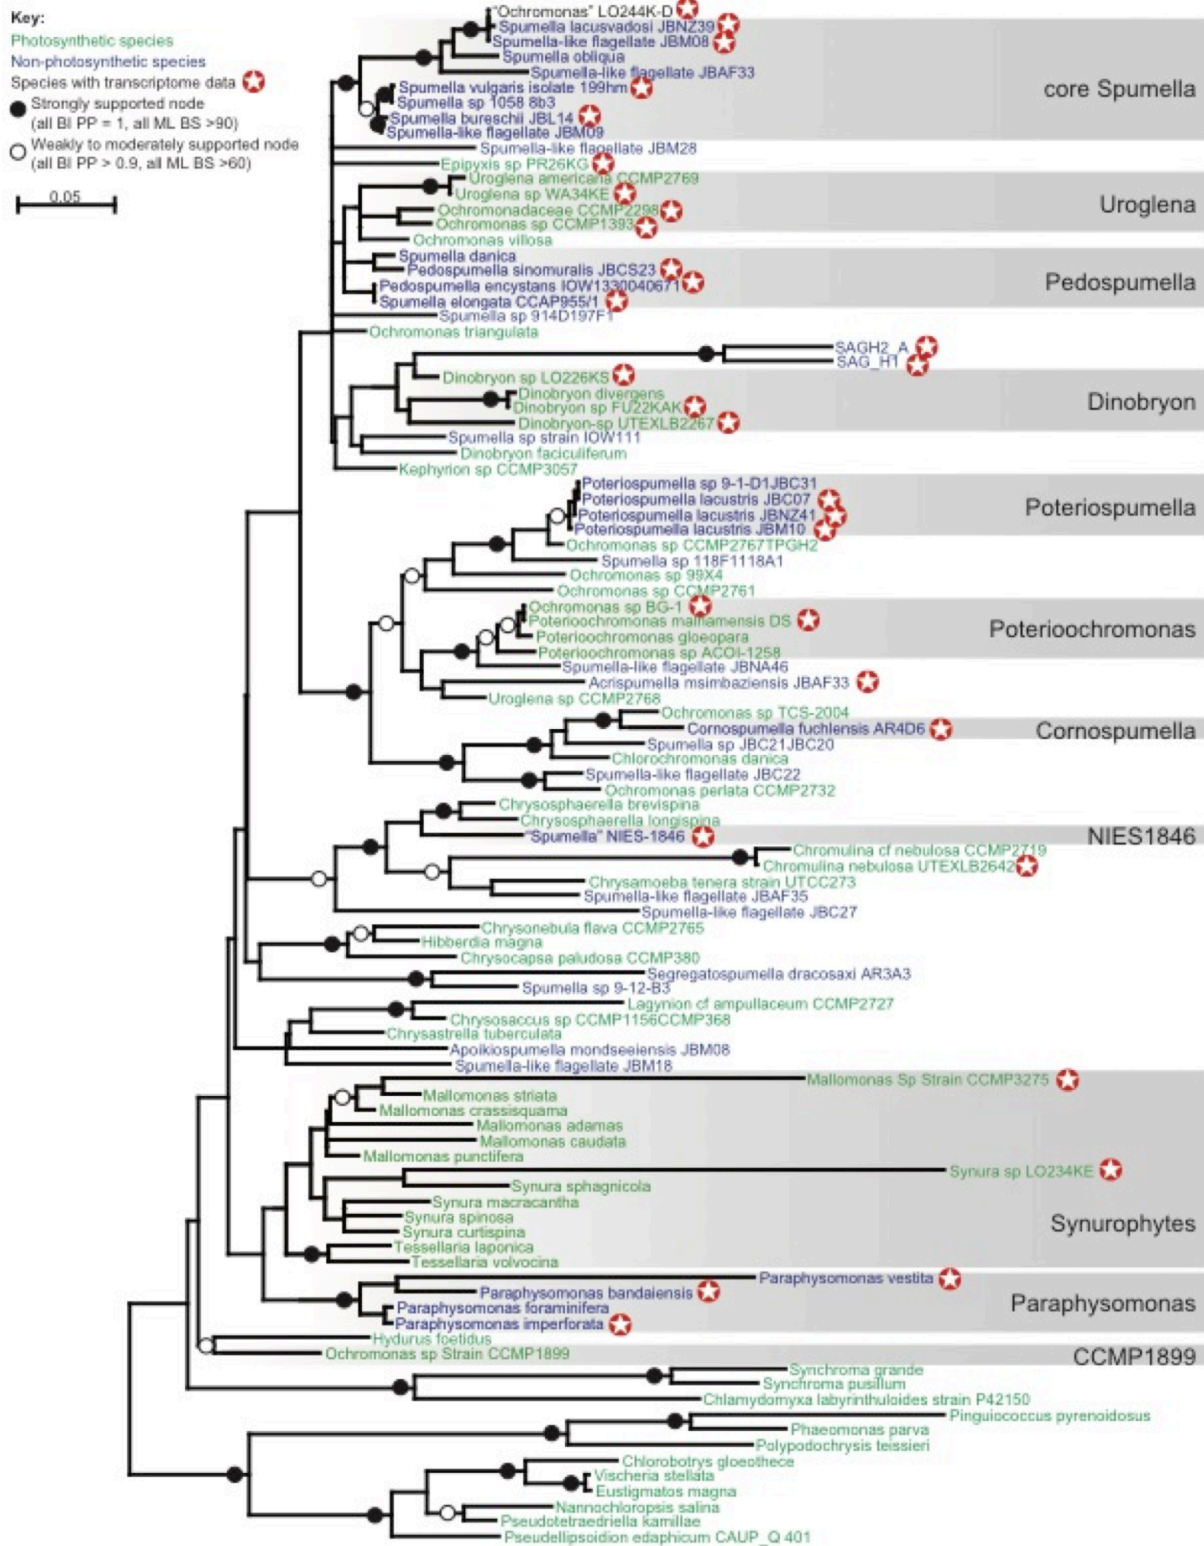 Key:
Photosynthetic species
Non-photosynthetic species
Species with transcriptome data
Strongly supported node
(all BI PP = 1, all ML BS >90)
Weakly to moderately supported node
(all BI PP > 0.9, all ML BS >60)
0.05
"Ochromonas" LO244K-D
Spumella lacusvadosi JBNZ39
Spumella-like flagellate JBM08
Spumella obliqua
Spumella-like flagellate JBAF33
Spumella vulgaris isolate 199hm
Spumella sp 1058 8b3
Spumella bureschii JBL14
Spumella-like flagellate JBM09
core Spumella
Spumella-like flagellate JBM28
Epipyxis sp PR26KG
Uroglena americana CCMP2769
Uroglena sp WA34KE
Ochromonadaceae CCMP2298
Ochromonas sp CCMP1393
Uroglena
Ochromonas villosa
Spumella danica
Pedospumella sinomuralis JBCS23
Pedospumella encystans IOW1330040671
Spumella elongata CCAP955/1
Pedospumella
Spumella sp 914D197F1
Ochromonas triangulata
SAGH2_A
SAG_H1
Dinobryon sp LO226KS
Dinobryon divergens
Dinobryon sp FU22KAK
Dinobryon-sp UTEXLB2267
Dinobryon
Spumella sp strain IOW111
Dinobryon faciculiferum
Kephyrion sp CCMP3057
Poteriospumella sp 9-1-D1JBC31
Poteriospumella lacustris JBC07
Poteriospumella lacustris JBNZ41
Poteriospumella lacustris JBM10
Poteriospumella
Ochromonas sp CCMP2767TPGH2
Spumella sp 118F1118A1
Ochromonas sp 99X4
Ochromonas sp CCMP2761
Ochromonas sp BG-1
Poterioochromonas malhamensis DS
Poterioochromonas gloeopara
Poterioochromonas sp ACOI-1258
Poterioochromonas
Spumella-like flagellate JBNA46
Acrispumella msimbaziensis JBAF33
Uroglena sp CCMP2768
Ochromonas sp TCS-2004
Cornospumella fuchlensis AR4D6
Cornospumella
Spumella sp JBC21JBC20
Chlorochromonas danica
Spumella-like flagellate JBC22
Ochromonas perlata CCMP2732
Chrysosphaerella brevispina
Chrysosphaerella longispina
"Spumella" NIES-1846
NIES1846
Chromulina cf nebulosa CCMP2719
Chromulina nebulosa UTEXLB2642
Chrysamoeba tenera strain UTCC273
Spumella-like flagellate JBAF35
Spumella-like flagellate JBC27
Chrysonebula flava CCMP2765
Hibberdia magna
Chrysocapsa paludosa CCMP380
Segregatospumella dracosaxi AR3A3
Spumella sp 9-12-B3
Lagynion cf ampullaceum CCMP2727
Chrysosaccus sp CCMP1156CCMP368
Chrysastrella tuberculata
Apoikiospumella mondseeiensis JBM08
Spumella-like flagellate JBM18
Mallomonas Sp Strain CCMP3275
Mallomonas striata
Mallomonas crassisquama
Mallomonas adamas
Mallomonas caudata
Mallomonas punctifera
Synura sp LO234KE
Synura sphagnicola
Synura macracantha
Synura spinosa
Synura curtispina
Synurophytes
Tessellaria laponica
Tessellaria volvocina
Paraphysomonas vestita
Paraphysomonas bandaiensis
Paraphysomonas foraminifera
Paraphysomonas imperforata
Paraphysomonas
Hydurus foetidus
Ochromonas sp Strain CCMP1899
CCMP1899
Synchroma grande
Synchroma pusillum
Chlamydomyxa labyrinthuloides strain P42150
Pinguiococcus pyrenoidosus
Phaeomonas parva
Polypodochrysis teissieri
Chlorobotrys gloeothece
Vischeria stellata
Eustigmatos magna
Nannochloropsis salina
Pseudotetraedriella kamillae
Pseudellipsoidion edaphicum CAUP_Q 401